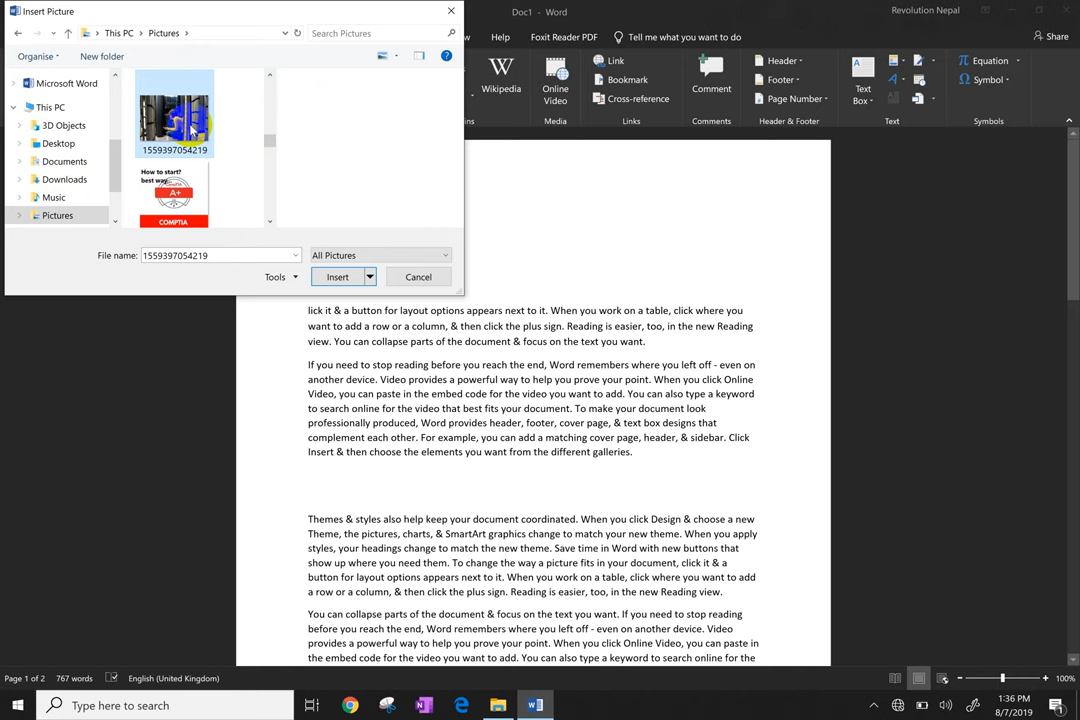 Insert Picture
Doc1 - Word
Revolution Nepal
This PC
Pictures
Search Pictures
Help
Foxit Reader PDF
Tell me what you want to do
Share
Organise
New folder
Microsoft Word
This PC
3D Objects
Desktop
Documents
Downloads
Music
Pictures
1559397054219
How to start?
best way...
CompTIA
A+
COMPTIA
File name:
1559397054219
All Pictures
Tools
Insert
Cancel
Wikipedia
Online
Video
Media
Link
Bookmark
Cross-reference
Links
Comment
Comments
Header
Footer
Page Number
Header & Footer
Text
Box
Text
Equation
Symbol
Symbols
lick it & a button for layout options appears next to it. When you work on a table, click where you
want to add a row or a column, & then click the plus sign. Reading is easier, too, in the new Reading
view. You can collapse parts of the document & focus on the text you want.
If you need to stop reading before you reach the end, Word remembers where you left off - even on
another device. Video provides a powerful way to help you prove your point. When you click Online
Video, you can paste in the embed code for the video you want to add. You can also type a keyword
to search online for the video that best fits your document. To make your document look
professionally produced, Word provides header, footer, cover page, & text box designs that
complement each other. For example, you can add a matching cover page, header, & sidebar. Click
Insert & then choose the elements you want from the different galleries.
Themes & styles also help keep your document coordinated. When you click Design & choose a new
Theme, the pictures, charts, & SmartArt graphics change to match your new theme. When you apply
styles, your headings change to match the new theme. Save time in Word with new buttons that
show up where you need them. To change the way a picture fits in your document, click it & a
button for layout options appears next to it. When you work on a table, click where you want to add
a row or a column, & then click the plus sign. Reading is easier, too, in the new Reading view.
You can collapse parts of the document & focus on the text you want. If you need to stop reading
before you reach the end, Word remembers where you left off - even on another device. Video
provides a powerful way to help you prove your point. When you click Online Video, you can paste in
the embed code for the video you want to add. You can also type a keyword to search online for the
Page 1 of 2
767 words
English (United Kingdom)
100%
Type here to search
1:36 PM
8/7/2019